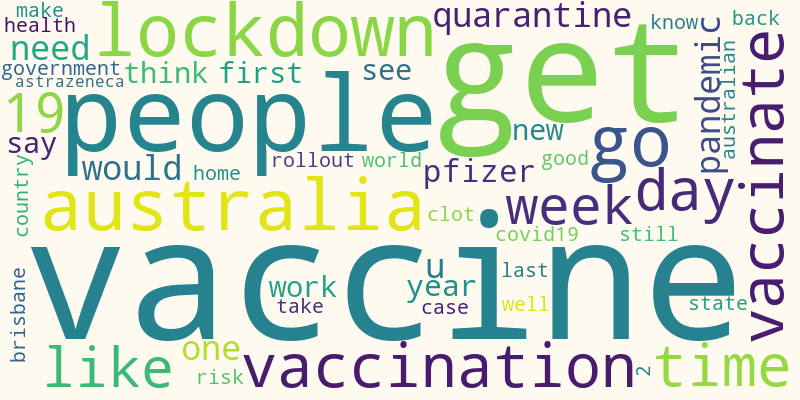 make
health
lockdown
quarantine
know
back
need
government
astrazeneca
think
first
see
get
pandemic
australian
vaccinate
19
people
new
go
say
would
home
rollout
world
pfizer
good
country
australia
clot
week
day
covid19
still
vaccine
u
last
brisbane
work
take
year
case
well
state
like
one
risk
vaccination
2
time